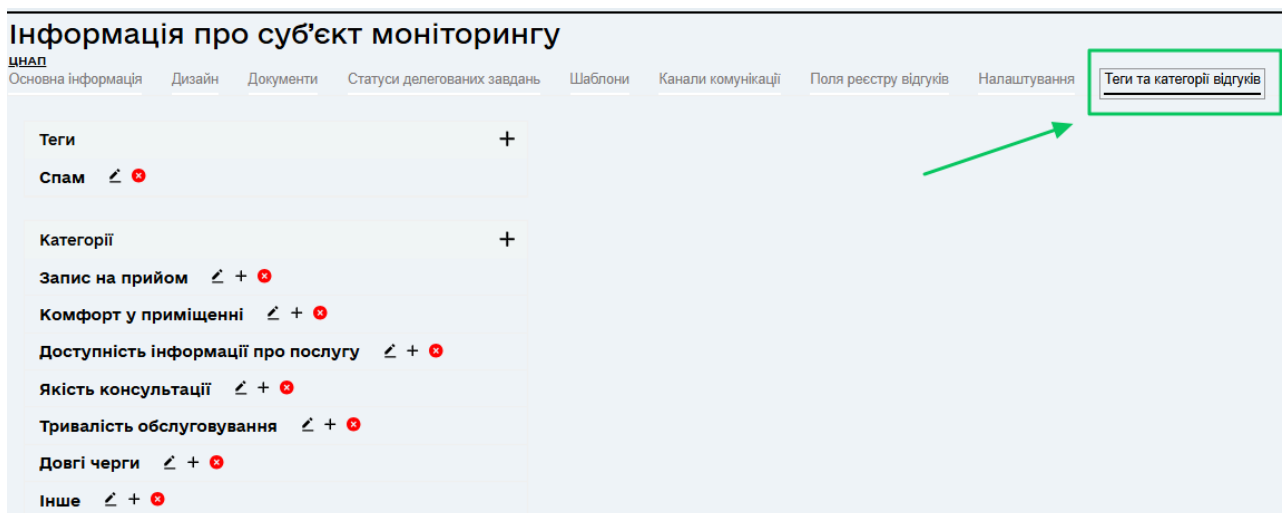 Інформація про суб’єкт моніторингу
ЦНАП
Основна інформація Дизайн Документи Статуси делегованих завдань Шаблони Канали комунікації Поля реєстру відгуків Налаштування Теги та категорії відгуків
Теги
Спам
Категорії
Запис на прийом
Комфорт у приміщенні
Доступність інформації про послугу
Якість консультації
Тривалість обслуговування
Довгі черги
Інше